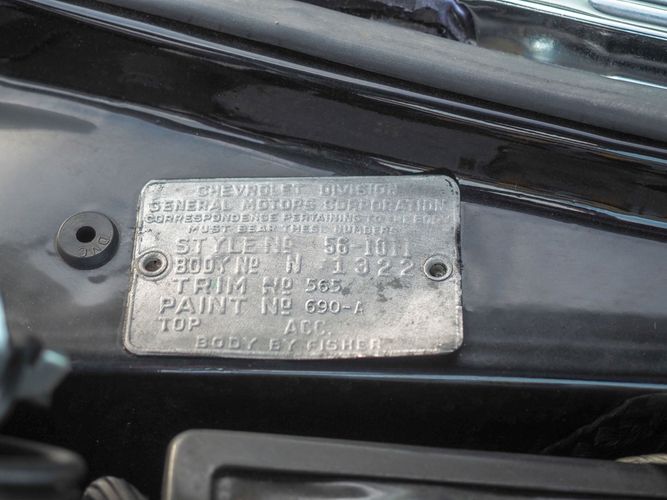 CHEVROLET DIVISION
GENERAL MOTORS CORPORATION
CORRESPONDENCE PERTAINING TO THE BODY
MUST BEAR THESE NUMBERS
STYLE Nº 56-1011
BODY Nº N 1322
TRIM Nº 565
PAINT Nº 690-A
TOP ACC.
BODY BY FISHER